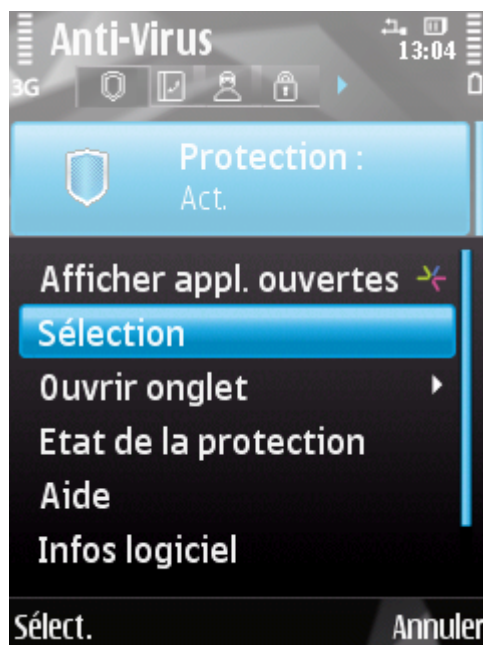 Anti-Virus
13:04
3G
Protection :
Act.
Afficher appl. ouvertes
Sélection
Ouvrir onglet
Etat de la protection
Aide
Infos logiciel
Sélect.
Annuler